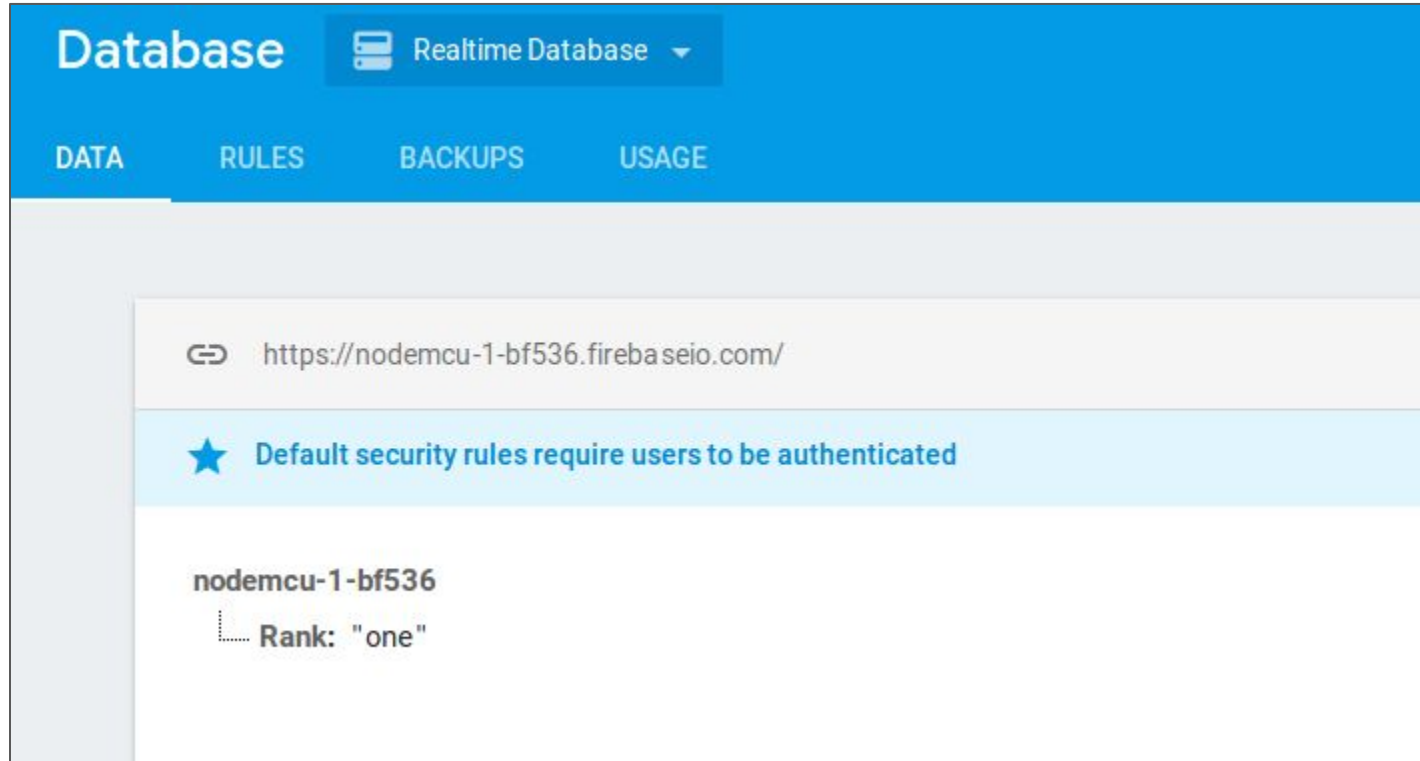 Database Realtime Database
DATA RULES BACKUPS USAGE
https://nodemcu-1-bf536.firebaseio.com/
Default security rules require users to be authenticated
nodemcu-1-bf536
Rank: "one"